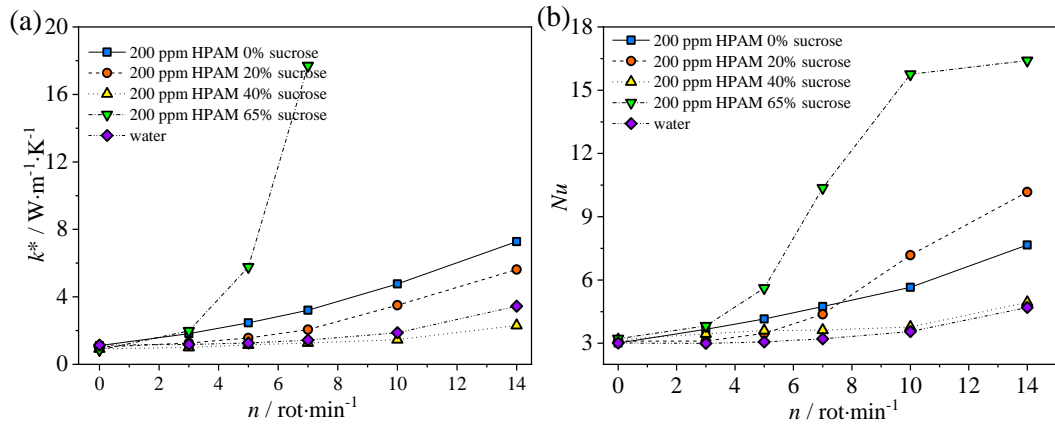 (a)
20
16
12
8
4
0
k* / W·m⁻¹·K⁻¹
200 ppm HPAM 0% sucrose
200 ppm HPAM 20% sucrose
200 ppm HPAM 40% sucrose
200 ppm HPAM 65% sucrose
water
0 2 4 6 8 10 12 14
n / rot·min⁻¹
(b)
18
15
12
9
6
3
Nu
200 ppm HPAM 0% sucrose
200 ppm HPAM 20% sucrose
200 ppm HPAM 40% sucrose
200 ppm HPAM 65% sucrose
water
0 2 4 6 8 10 12 14
n / rot·min⁻¹